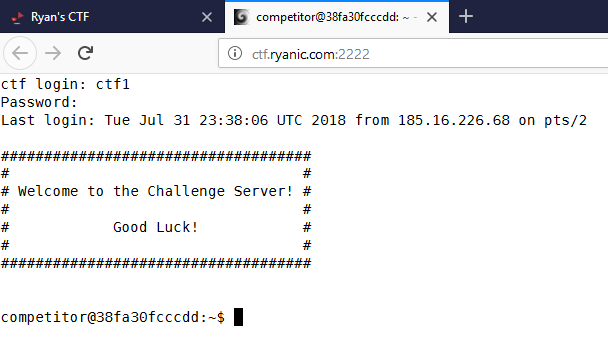 Ryan's CTF
competitor@38fa30fcccdd: ~ -
ctf.ryanic.com:2222
ctf login: ctf1
Password:
Last login: Tue Jul 31 23:38:06 UTC 2018 from 185.16.226.68 on pts/2
####################################
#                                  #
# Welcome to the Challenge Server! #
#                                  #
#            Good Luck!            #
#                                  #
####################################
competitor@38fa30fcccdd:~$